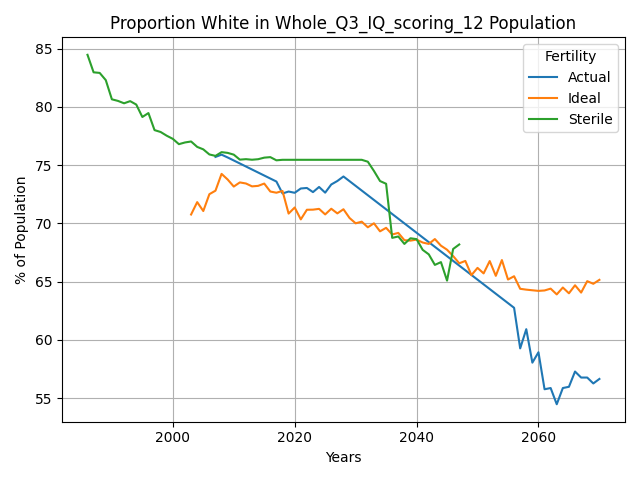 Proportion White in Whole_Q3_IQ_scoring_12 Population
85
80
75
70
65
60
55
% of Population
Fertility
Actual
Ideal
Sterile
2000
2020
2040
2060
Years